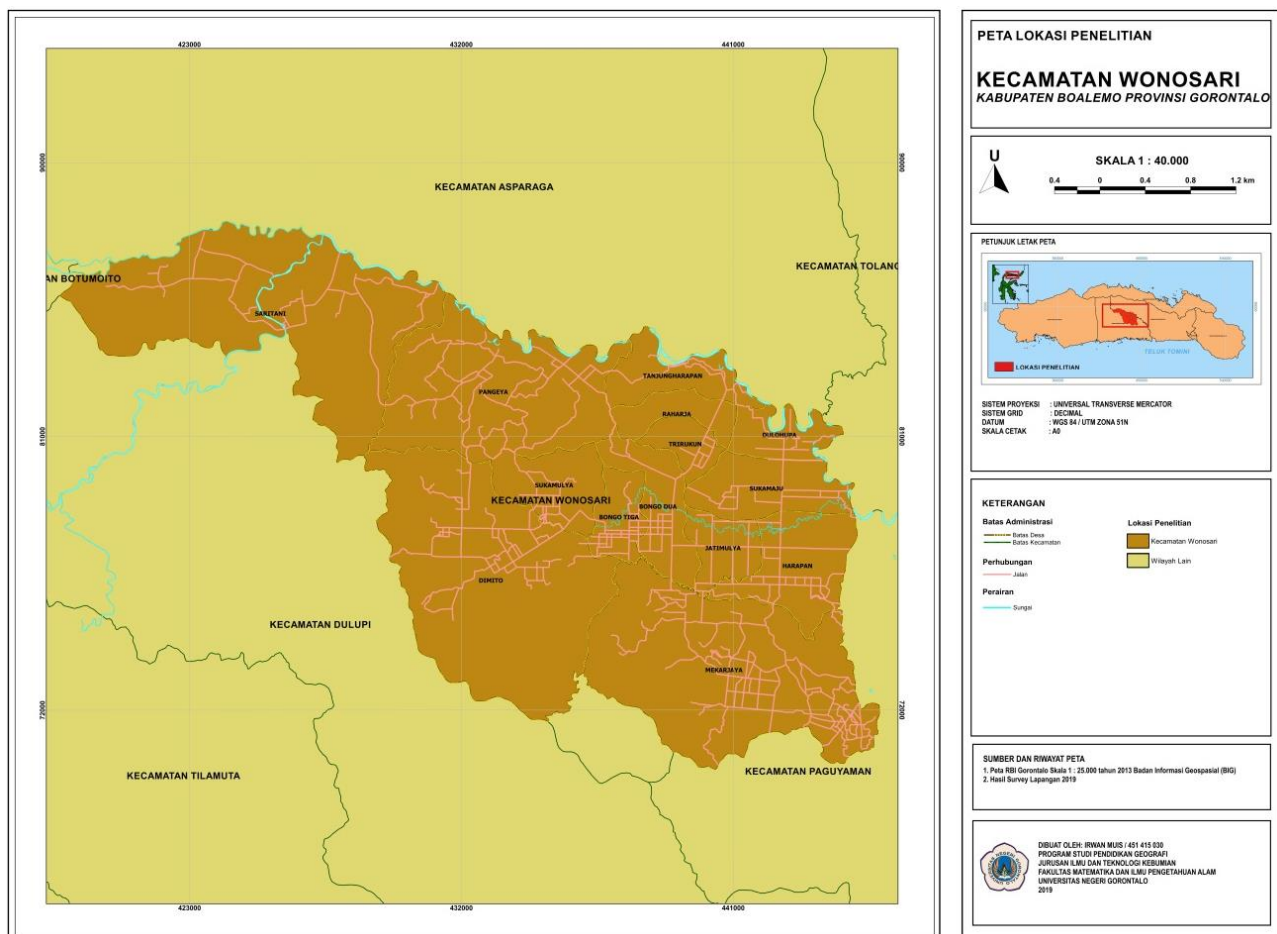 423000
432000
441000
90000
90000
KECAMATAN ASPARAGA
KECAMATAN TOLANG
AN BOTUMOITO
SARITANI
TANJUNGHARAPAN
PANGEYA
RAHARJA
DULOHUPA
81000
81000
TRIRUKUN
SUKAMULYA
SUKAMAJU
KECAMATAN WONOSARI
BONGO DUA
BONGO TIGA
JATIMULYA
HARAPAN
DIMITO
KECAMATAN DULUPI
MEKARJAYA
72000
72000
KECAMATAN TILAMUTA
KECAMATAN PAGUYAMAN
423000
432000
441000
PETA LOKASI PENELITIAN
KECAMATAN WONOSARI
KABUPATEN BOALEMO PROVINSI GORONTALO
U
SKALA 1 : 40.000
0.4 0 0.4 0.8 1.2 km
PETUNJUK LETAK PETA
TELUK TOMINI
LOKASI PENELITIAN
SISTEM PROYEKSI : UNIVERSAL TRANSVERSE MERCATOR
SISTEM GRID : DECIMAL
DATUM : WGS 84 / UTM ZONA 51N
SKALA CETAK : A0
KETERANGAN
Batas Administrasi
Batas Desa
Batas Kecamatan
Perhubungan
Jalan
Perairan
Sungai
Lokasi Penelitian
Kecamatan Wonosari
Wilayah Lain
SUMBER DAN RIWAYAT PETA
1. Peta RBI Gorontalo Skala 1 : 25.000 tahun 2013 Badan Informasi Geospasial (BIG)
2. Hasil Survey Lapangan 2019
DIBUAT OLEH: IRWAN MUIS / 451 415 030
PROGRAM STUDI PENDIDIKAN GEOGRAFI
JURUSAN ILMU DAN TEKNOLOGI KEBUMIAN
FAKULTAS MATEMATIKA DAN ILMU PENGETAHUAN ALAM
UNIVERSITAS NEGERI GORONTALO
2019